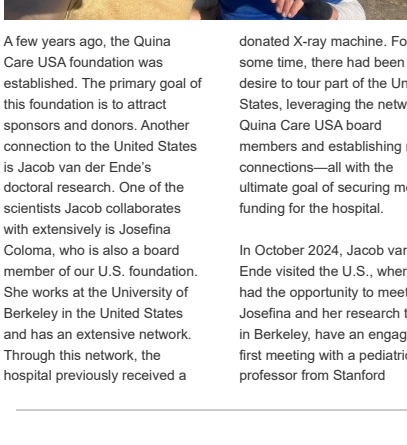 A few years ago, the Quina
Care USA foundation was
established. The primary goal of
this foundation is to attract
sponsors and donors. Another
connection to the United States
is Jacob van der Ende’s
doctoral research. One of the
scientists Jacob collaborates
with extensively is Josefina
Coloma, who is also a board
member of our U.S. foundation.
She works at the University of
Berkeley in the United States
and has an extensive network.
Through this network, the
hospital previously received a
donated X-ray machine. Fo
some time, there had been
desire to tour part of the Un
States, leveraging the netw
Quina Care USA board
members and establishing
connections—all with the
ultimate goal of securing mo
funding for the hospital.
In October 2024, Jacob van
Ende visited the U.S., wher
had the opportunity to meet
Josefina and her research t
in Berkeley, have an engag
first meeting with a pediatric
professor from Stanford